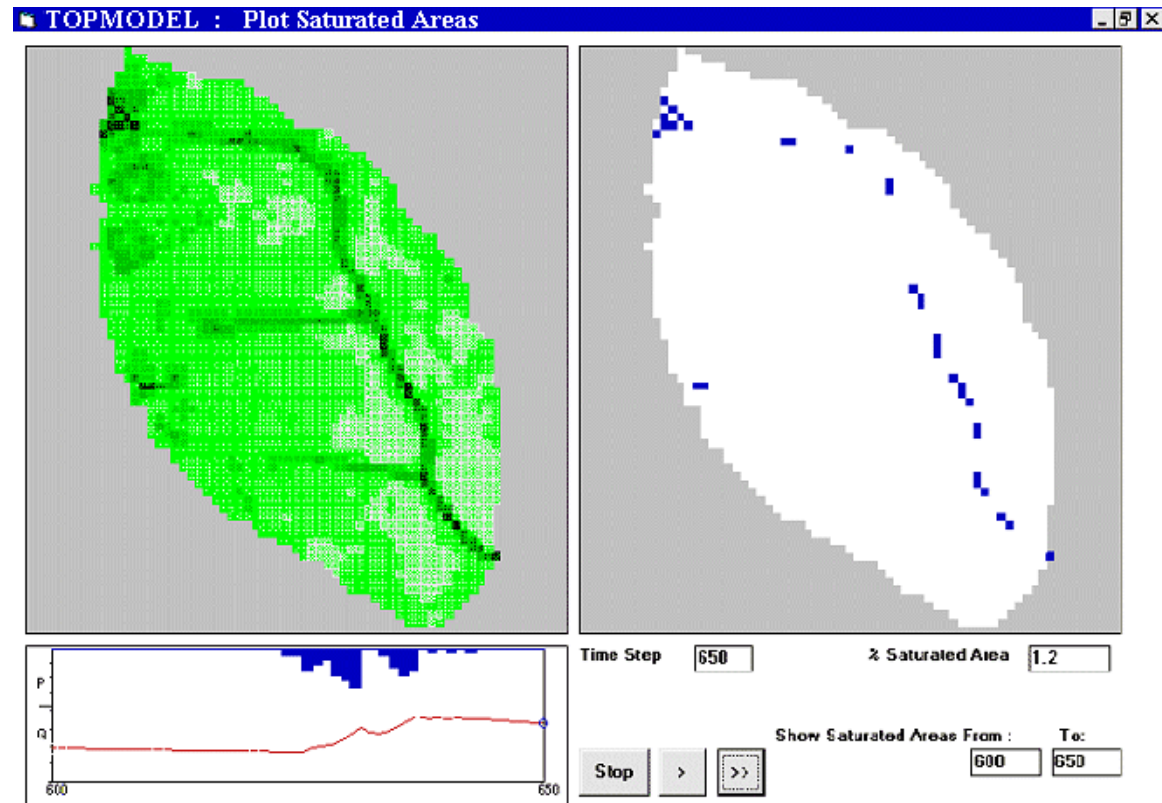 TOPMODEL : Plot Saturated Areas
Time Step 650 % Saturated Area 1.2
P
Q
600 650
Show Saturated Areas From : To:
Stop > >> 600 650